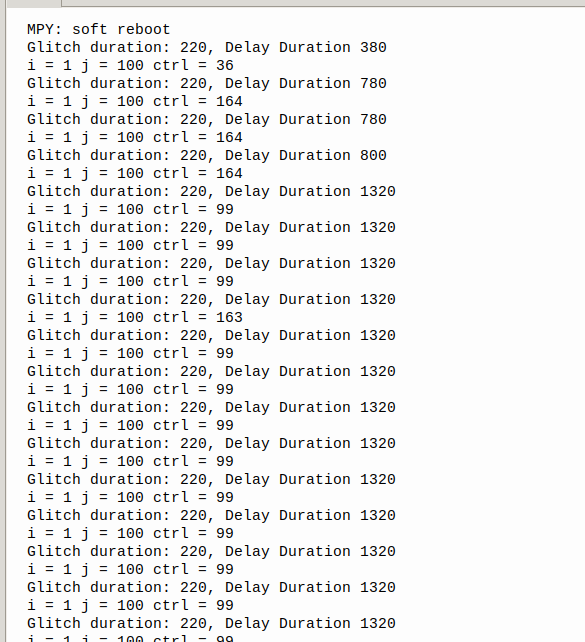 MPY: soft reboot
Glitch duration: 220, Delay Duration 380
i = 1 j = 100 ctrl = 36
Glitch duration: 220, Delay Duration 780
i = 1 j = 100 ctrl = 164
Glitch duration: 220, Delay Duration 780
i = 1 j = 100 ctrl = 164
Glitch duration: 220, Delay Duration 800
i = 1 j = 100 ctrl = 164
Glitch duration: 220, Delay Duration 1320
i = 1 j = 100 ctrl = 99
Glitch duration: 220, Delay Duration 1320
i = 1 j = 100 ctrl = 99
Glitch duration: 220, Delay Duration 1320
i = 1 j = 100 ctrl = 99
Glitch duration: 220, Delay Duration 1320
i = 1 j = 100 ctrl = 163
Glitch duration: 220, Delay Duration 1320
i = 1 j = 100 ctrl = 99
Glitch duration: 220, Delay Duration 1320
i = 1 j = 100 ctrl = 99
Glitch duration: 220, Delay Duration 1320
i = 1 j = 100 ctrl = 99
Glitch duration: 220, Delay Duration 1320
i = 1 j = 100 ctrl = 99
Glitch duration: 220, Delay Duration 1320
i = 1 j = 100 ctrl = 99
Glitch duration: 220, Delay Duration 1320
i = 1 j = 100 ctrl = 99
Glitch duration: 220, Delay Duration 1320
i = 1 j = 100 ctrl = 99
Glitch duration: 220, Delay Duration 1320
i = 1 j = 100 ctrl = 99
Glitch duration: 220, Delay Duration 1320
i = 1 j = 100 ctrl = 99